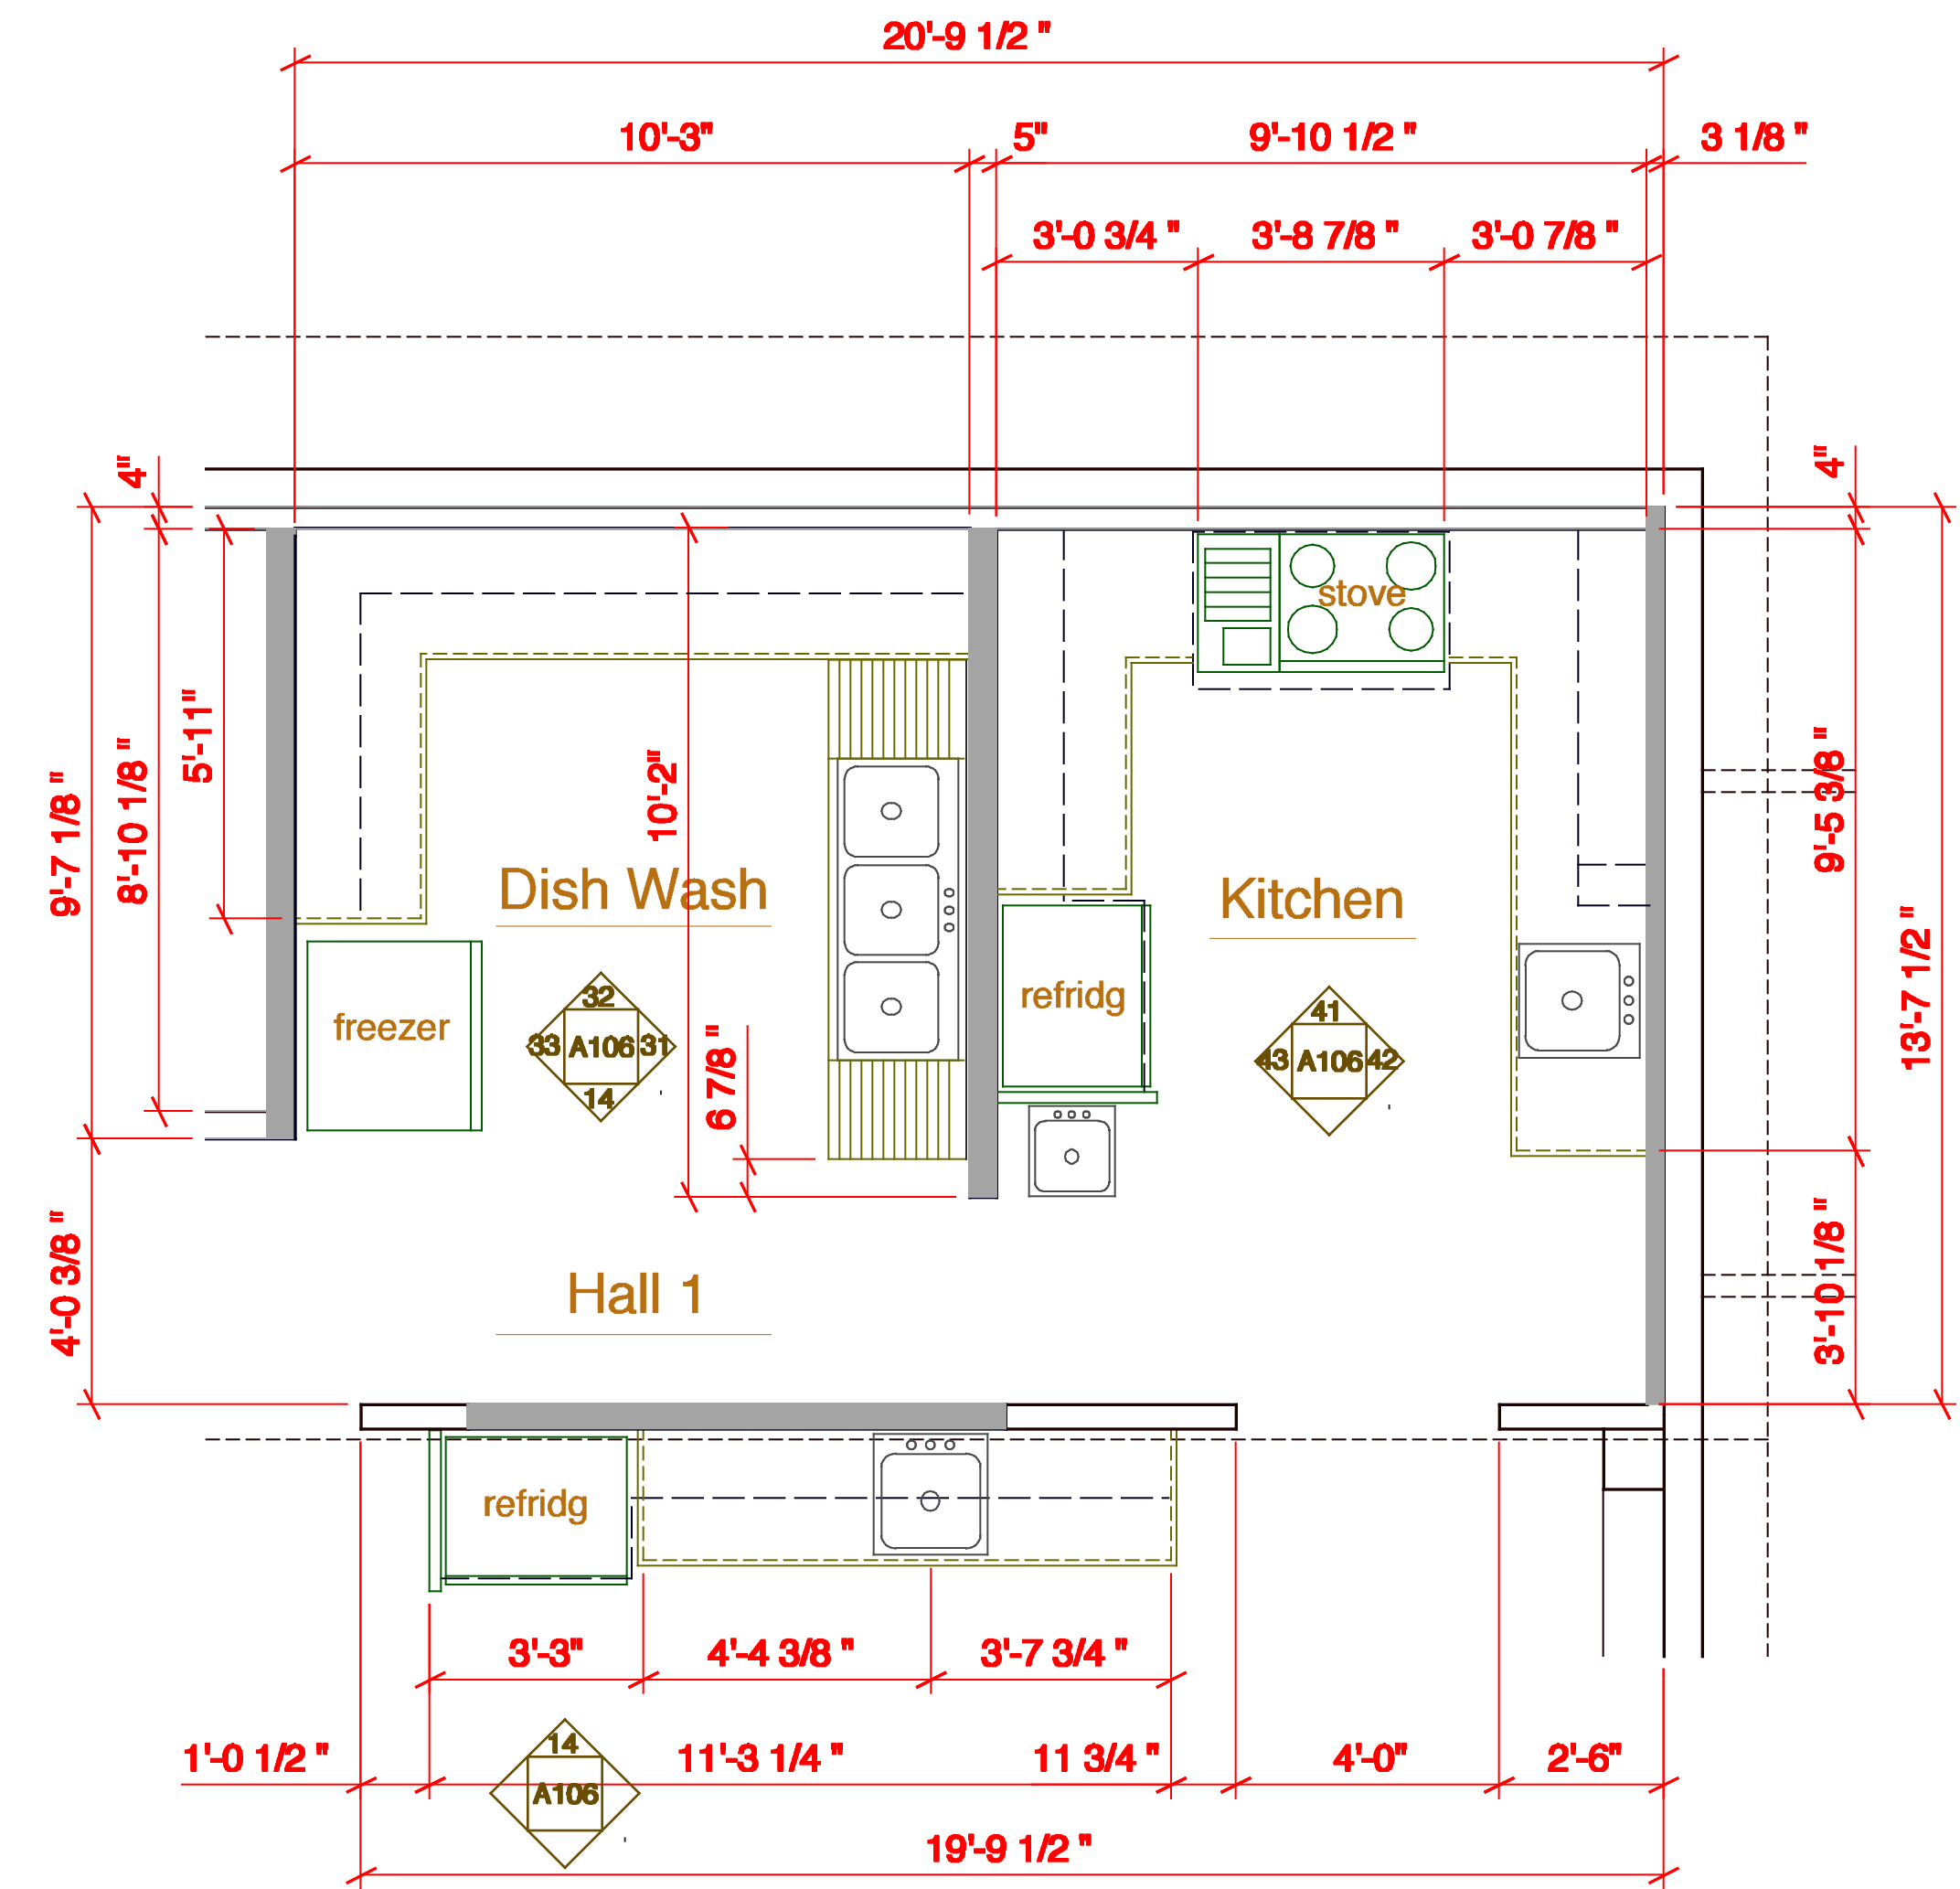 20'-9 1/2 "
10'-3"
5"
9'-10 1/2 "
3 1/8 "
3'-0 3/4 "
3'-8 7/8 "
3'-0 7/8 "
4"
4"
stove
5'-11"
10'-2"
8'-10 1/8 "
9'-7 1/8 "
9'-5 3/8 "
Dish Wash
Kitchen
13'-7 1/2 "
refridg
freezer
32
33 A106 31
14
41
43 A106 42
6 7/8 "
4'-0 3/8 "
Hall 1
3'-10 1/8 "
refridg
3'-3"
4'-4 3/8 "
3'-7 3/4 "
1'-0 1/2 "
14
A106
11'-3 1/4 "
11 3/4 "
4'-0"
2'-6"
19'-9 1/2 "